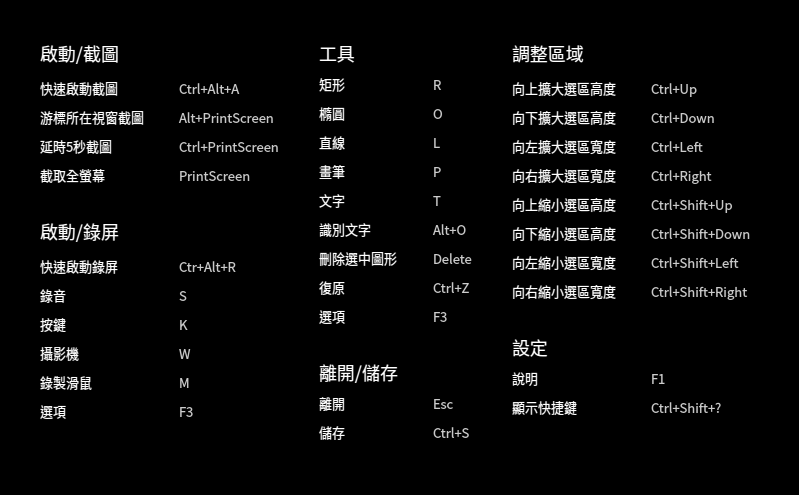 啟動/截圖
快速啟動截圖 Ctrl+Alt+A
游標所在視窗截圖 Alt+PrintScreen
延時5秒截圖 Ctrl+PrintScreen
截取全螢幕 PrintScreen
啟動/錄屏
快速啟動錄屏 Ctr+Alt+R
錄音 S
按鍵 K
攝影機 W
錄製滑鼠 M
選項 F3
工具
矩形 R
橢圓 O
直線 L
畫筆 P
文字 T
識別文字 Alt+O
刪除選中圖形 Delete
復原 Ctrl+Z
選項 F3
離開/儲存
離開 Esc
儲存 Ctrl+S
調整區域
向上擴大選區高度 Ctrl+Up
向下擴大選區高度 Ctrl+Down
向左擴大選區寬度 Ctrl+Left
向右擴大選區寬度 Ctrl+Right
向上縮小選區高度 Ctrl+Shift+Up
向下縮小選區高度 Ctrl+Shift+Down
向左縮小選區寬度 Ctrl+Shift+Left
向右縮小選區寬度 Ctrl+Shift+Right
設定
說明 F1
顯示快捷鍵 Ctrl+Shift+?